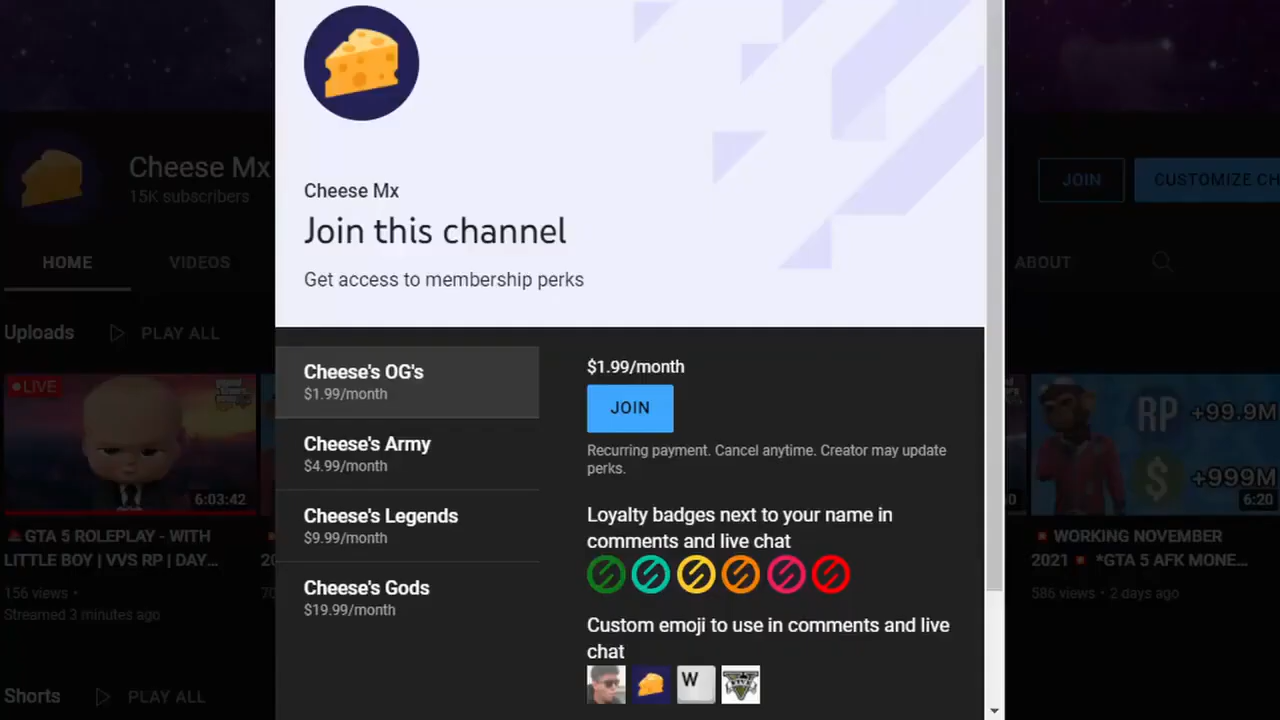 Cheese Mx
15K subscribers
JOIN
CUSTOMIZE CH
HOME
VIDEOS
ABOUT
Uploads
PLAY ALL
LIVE
6:03:42
GTA 5 ROLEPLAY - WITH
LITTLE BOY | VVS RP | DAY...
156 views •
Streamed 3 minutes ago
Shorts
PLAY ALL
Cheese Mx
Join this channel
Get access to membership perks
Cheese's OG's
$1.99/month
Cheese's Army
$4.99/month
Cheese's Legends
$9.99/month
Cheese's Gods
$19.99/month
$1.99/month
JOIN
Recurring payment. Cancel anytime. Creator may update
perks.
Loyalty badges next to your name in
comments and live chat
Custom emoji to use in comments and live
chat
W
V
RP +99.9M
$ +999M
6:20
WORKING NOVEMBER
2021 *GTA 5 AFK MONE...
586 views • 2 days ago